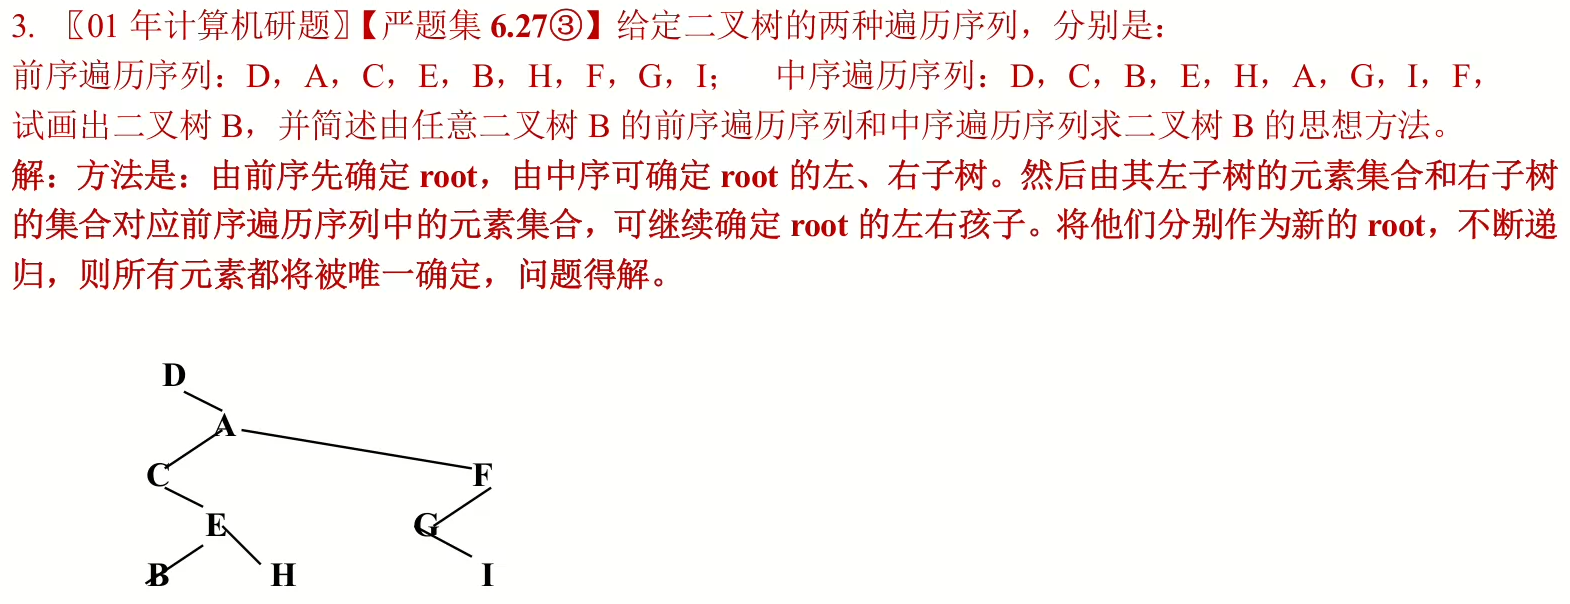 3. 〖01 年计算机研题〗【严题集 6.27③】给定二叉树的两种遍历序列，分别是：
前序遍历序列：D，A，C，E，B，H，F，G，I； 中序遍历序列：D，C，B，E，H，A，G，I，F，
试画出二叉树 B，并简述由任意二叉树 B 的前序遍历序列和中序遍历序列求二叉树 B 的思想方法。
解：方法是：由前序先确定 root，由中序可确定 root 的左、右子树。然后由其左子树的元素集合和右子树
的集合对应前序遍历序列中的元素集合，可继续确定 root 的左右孩子。将他们分别作为新的 root，不断递
归，则所有元素都将被唯一确定，问题得解。
D
A
C F
E G
B H I